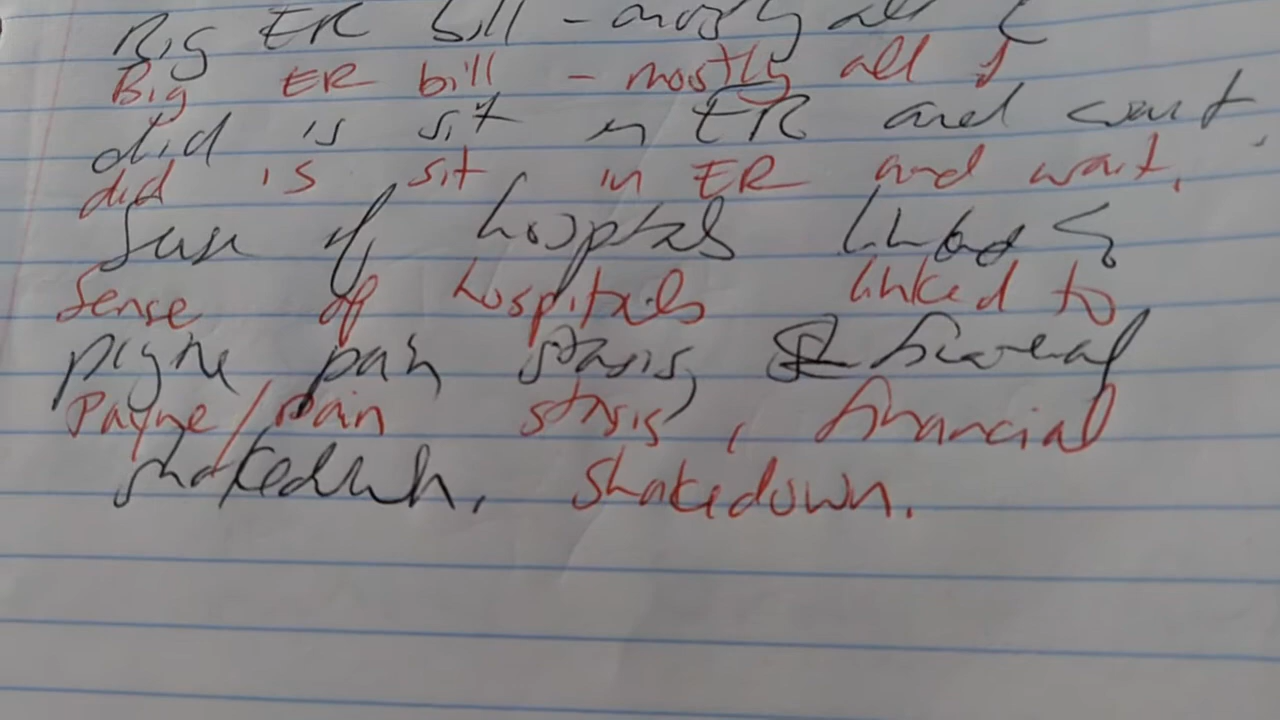 Big ER bill - mostly all I
Big ER bill - mostly all I
did is sit in ER and wait.
did is sit in ER and wait.
Sense of hospitals linked to
Sense of hospitals linked to
payne pain stasis, financial
Payne/pain stasis, financial
shakedown. Shakedown.